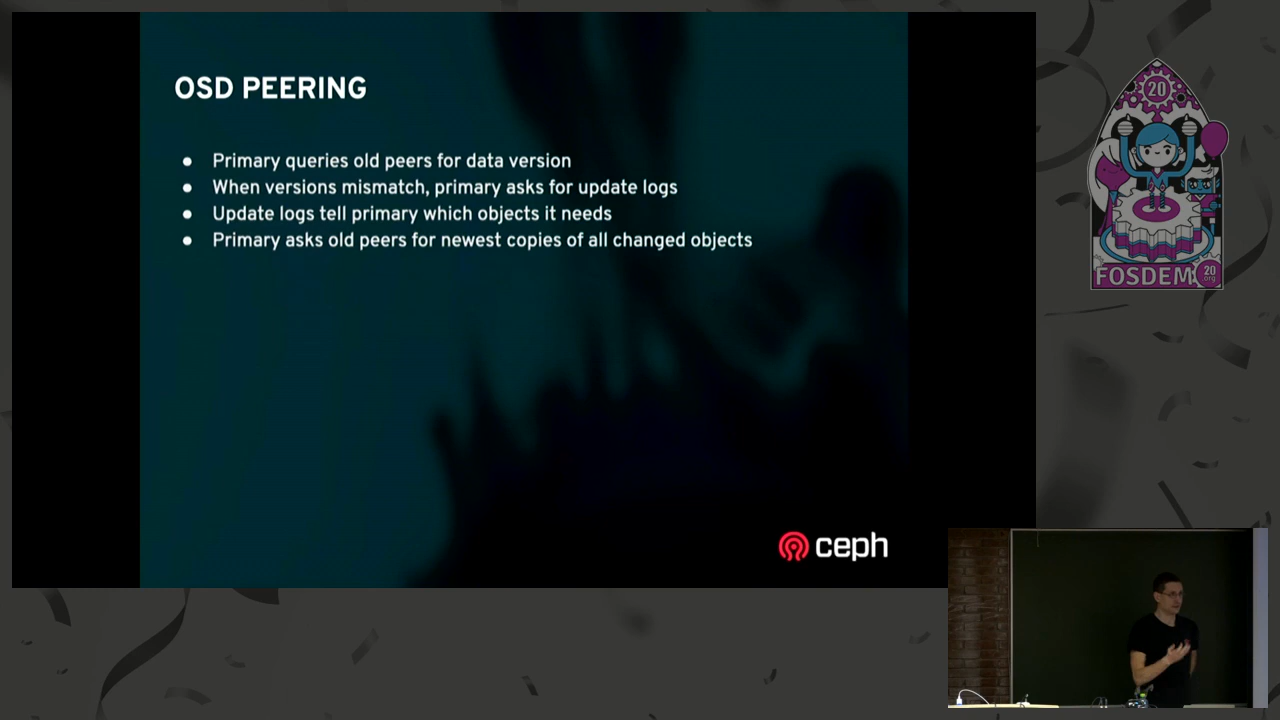 OSD PEERING
● Primary queries old peers for data version
● When versions mismatch, primary asks for update logs
● Update logs tell primary which objects it needs
● Primary asks old peers for newest copies of all changed objects
ceph
20
FOSDEM
20
org